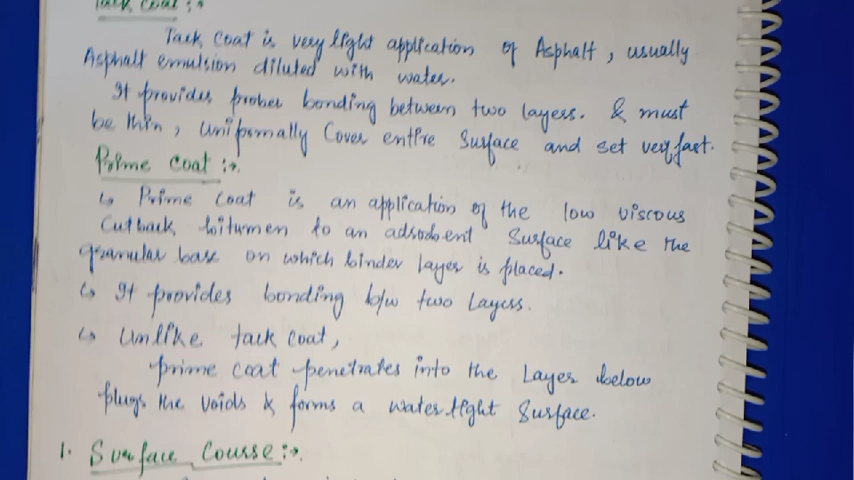 Tack Coat :-
Tack Coat is very light application of Asphalt, usually
Asphalt emulsion diluted with water.
It provides prober bonding between two layers. & must
be thin, uniformally Cover entire Surface and set very fast.
Prime Coat :-
↳ Prime Coat is an application of the low viscous
Cutback bitumen to an adsorbent Surface like the
granular base on which binder layer is placed.
↳ It provides bonding b/w two Layers.
↳ Unlike tack coat,
prime coat penetrates into the Layer below
plugs the voids & forms a water tight Surface.
1. Surface Course :-